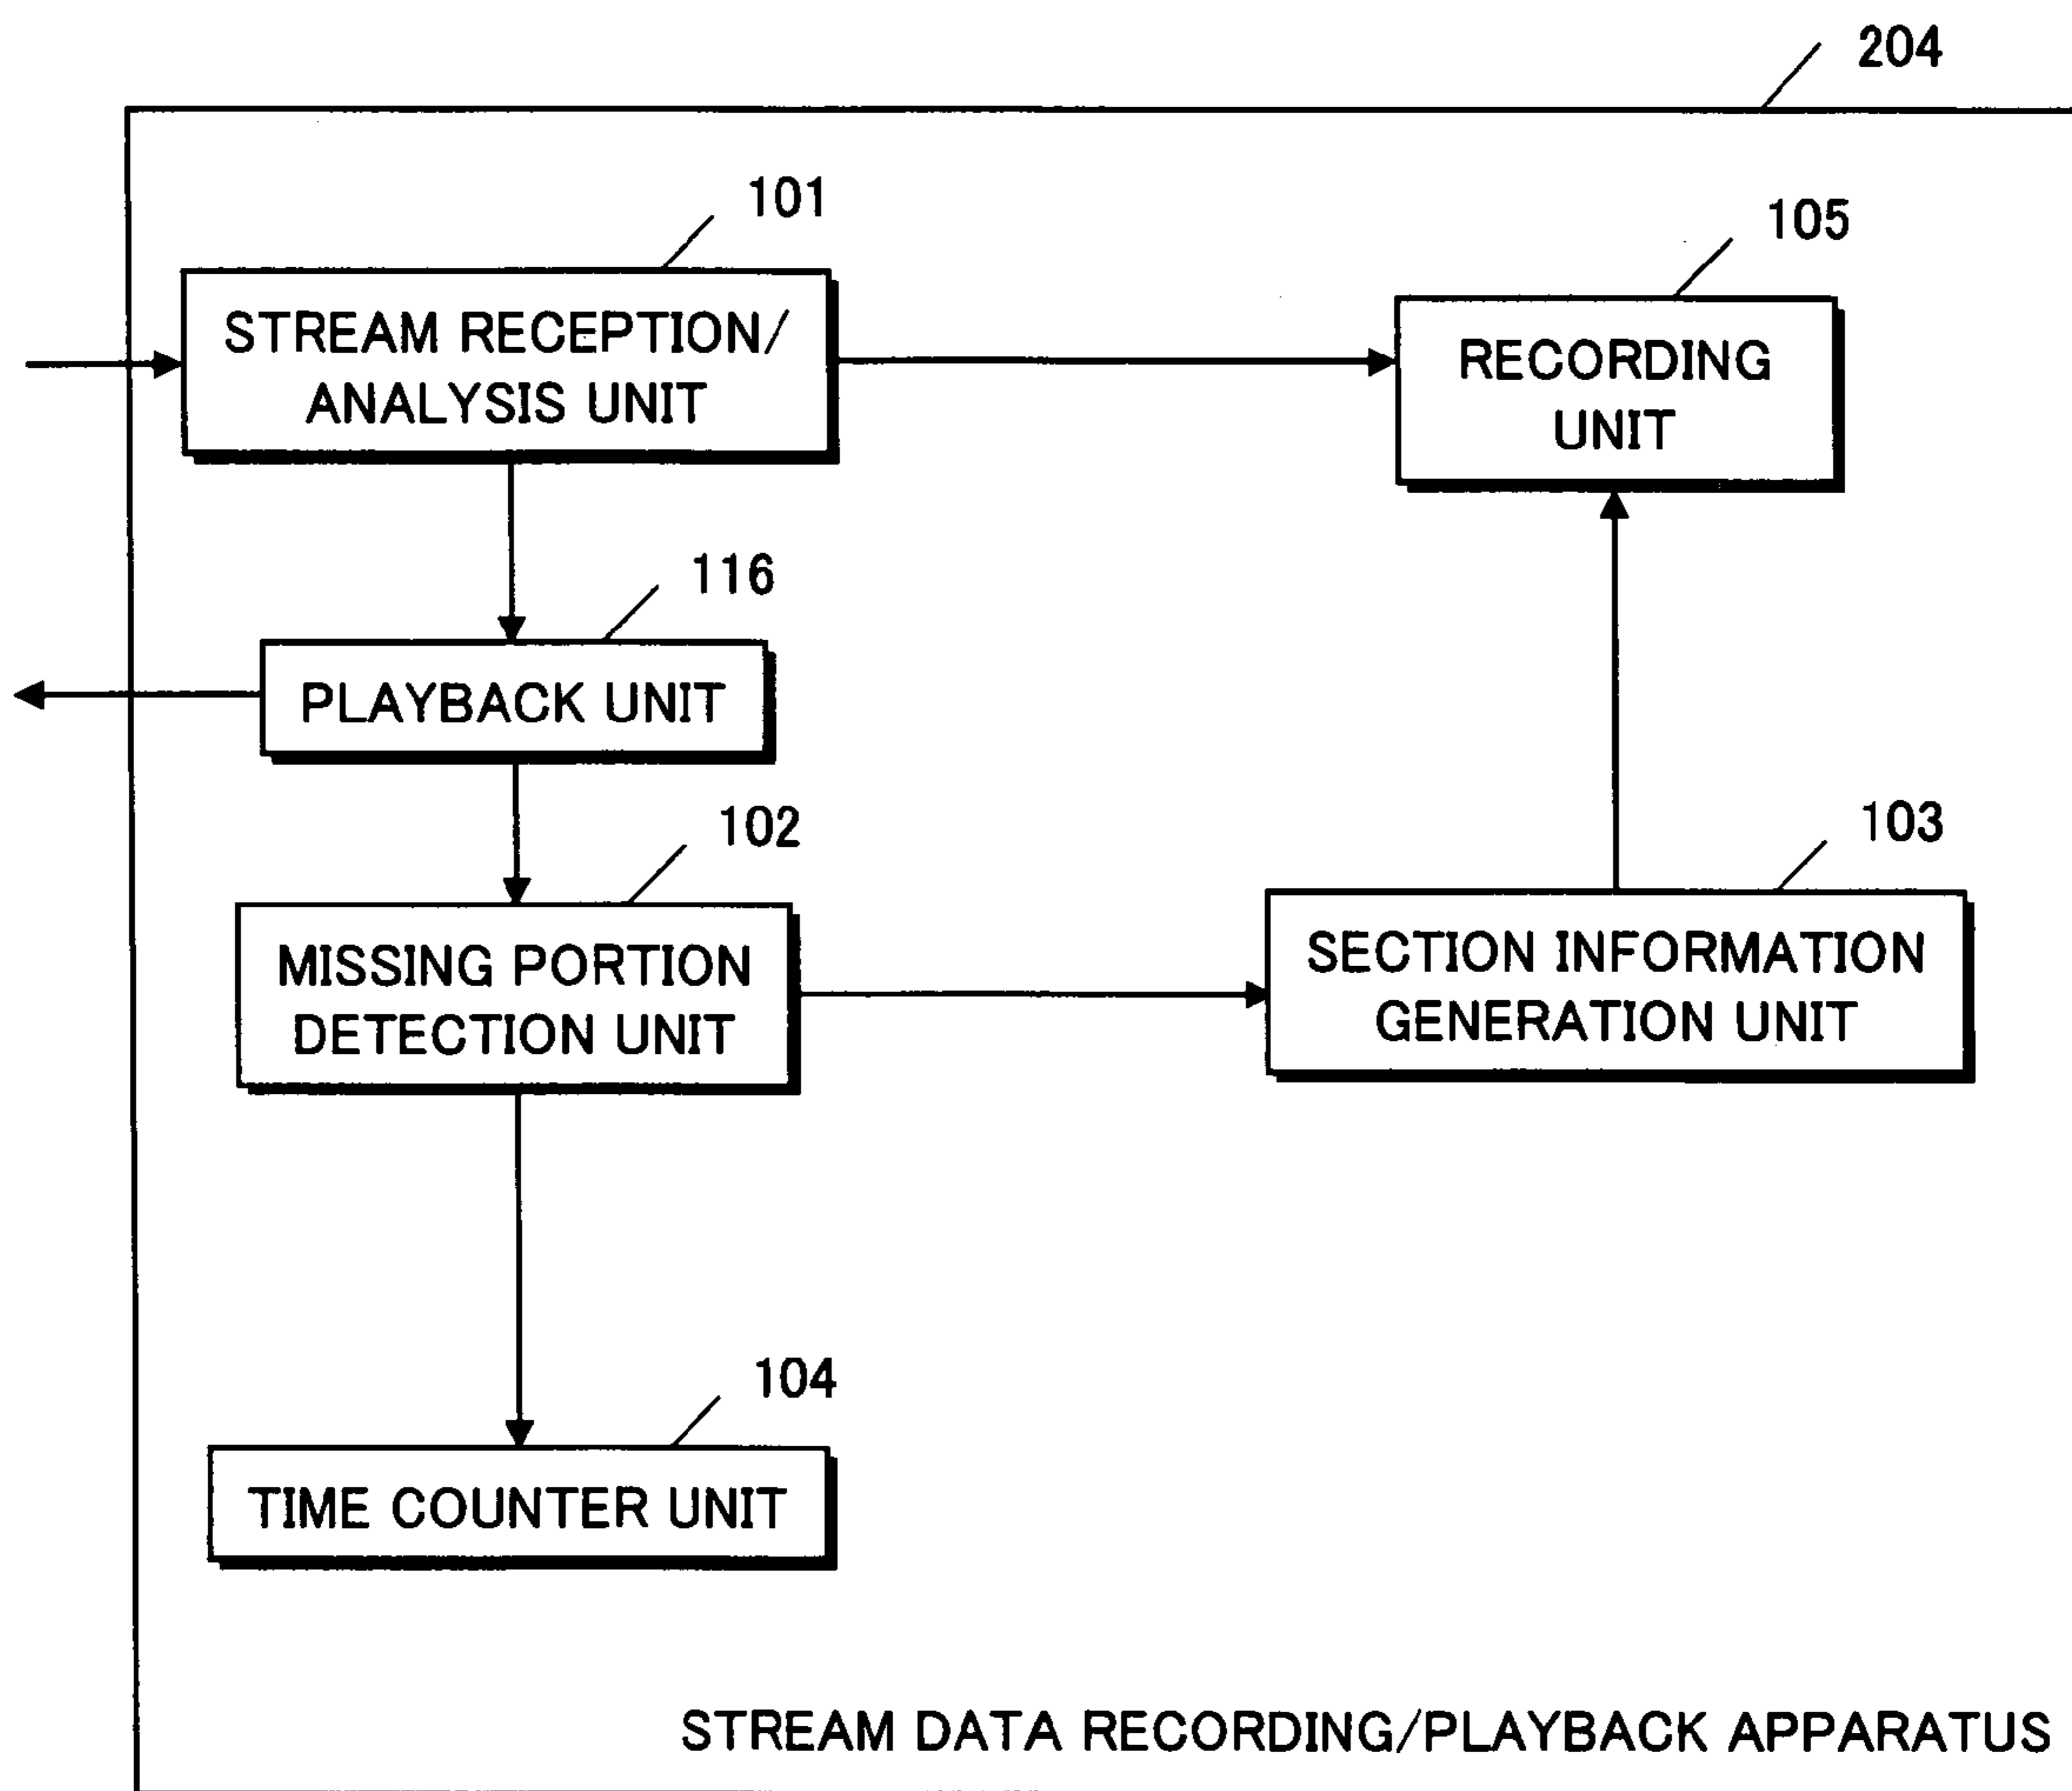 204
101
STREAM RECEPTION/
ANALYSIS UNIT
105
RECORDING
UNIT
116
PLAYBACK UNIT
102
MISSING PORTION
DETECTION UNIT
103
SECTION INFORMATION
GENERATION UNIT
104
TIME COUNTER UNIT
STREAM DATA RECORDING/PLAYBACK APPARATUS